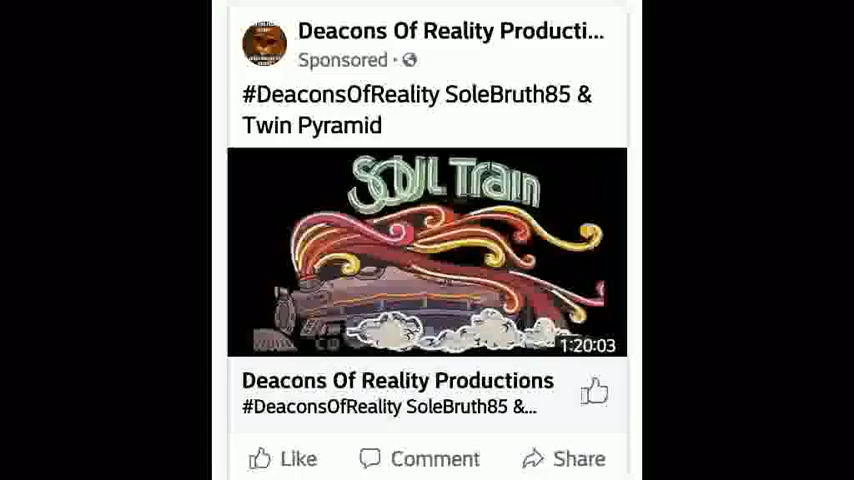 Deacons Of Reality Producti...
Sponsored ·
#DeaconsOfReality SoleBruth85 &
Twin Pyramid
SOUL Train
1:20:03
Deacons Of Reality Productions
#DeaconsOfReality SoleBruth85 &...
Like Comment Share